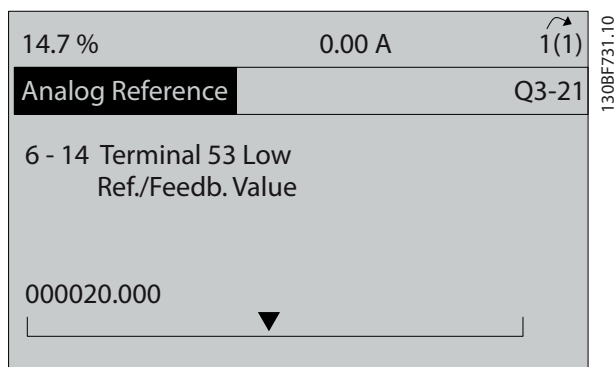 14.7 % 0.00 A 1(1)
Analog Reference Q3-21
6 - 14 Terminal 53 Low
Ref./Feedb. Value
000020.000
130BF731.10